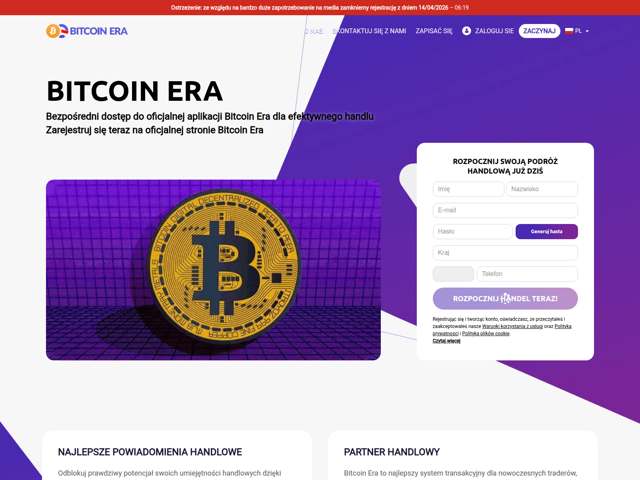 Ostrzeżenie: ze względu na bardzo duże zapotrzebowanie na media zamkniemy rejestrację z dniem 14/04/2026 – 06:19
BITCOIN ERA
O NAS
SKONTAKTUJ SIĘ Z NAMI
ZAPISAĆ SIĘ
ZALOGUJ SIE
ZACZYNAJ
PL
BITCOIN ERA
Bezpośredni dostęp do oficjalnej aplikacji Bitcoin Era dla efektywnego handlu
Zarejestruj się teraz na oficjalnej stronie Bitcoin Era
ROZPOCZNIJ SWOJĄ PODRÓŻ
HANDLOWĄ JUŻ DZIŚ
Imię
Nazwisko
E-mail
Hasło
Generuj hasła
Kraj
Telefon
ROZPOCZNIJ HANDEL TERAZ!
Rejestrując się i tworząc konto, oświadczasz, że przeczytałeś i
zaakceptowałeś nasze Warunki korzystania z usługi oraz Polityka
prywatności i Polityka plików cookie.
Czytaj więcej
NAJLEPSZE POWIADOMIENIA HANDLOWE
Odblokuj prawdziwy potencjał swoich umiejętności handlowych dzięki
PARTNER HANDLOWY
Bitcoin Era to najlepszy system transakcyjny dla nowoczesnych traderów,